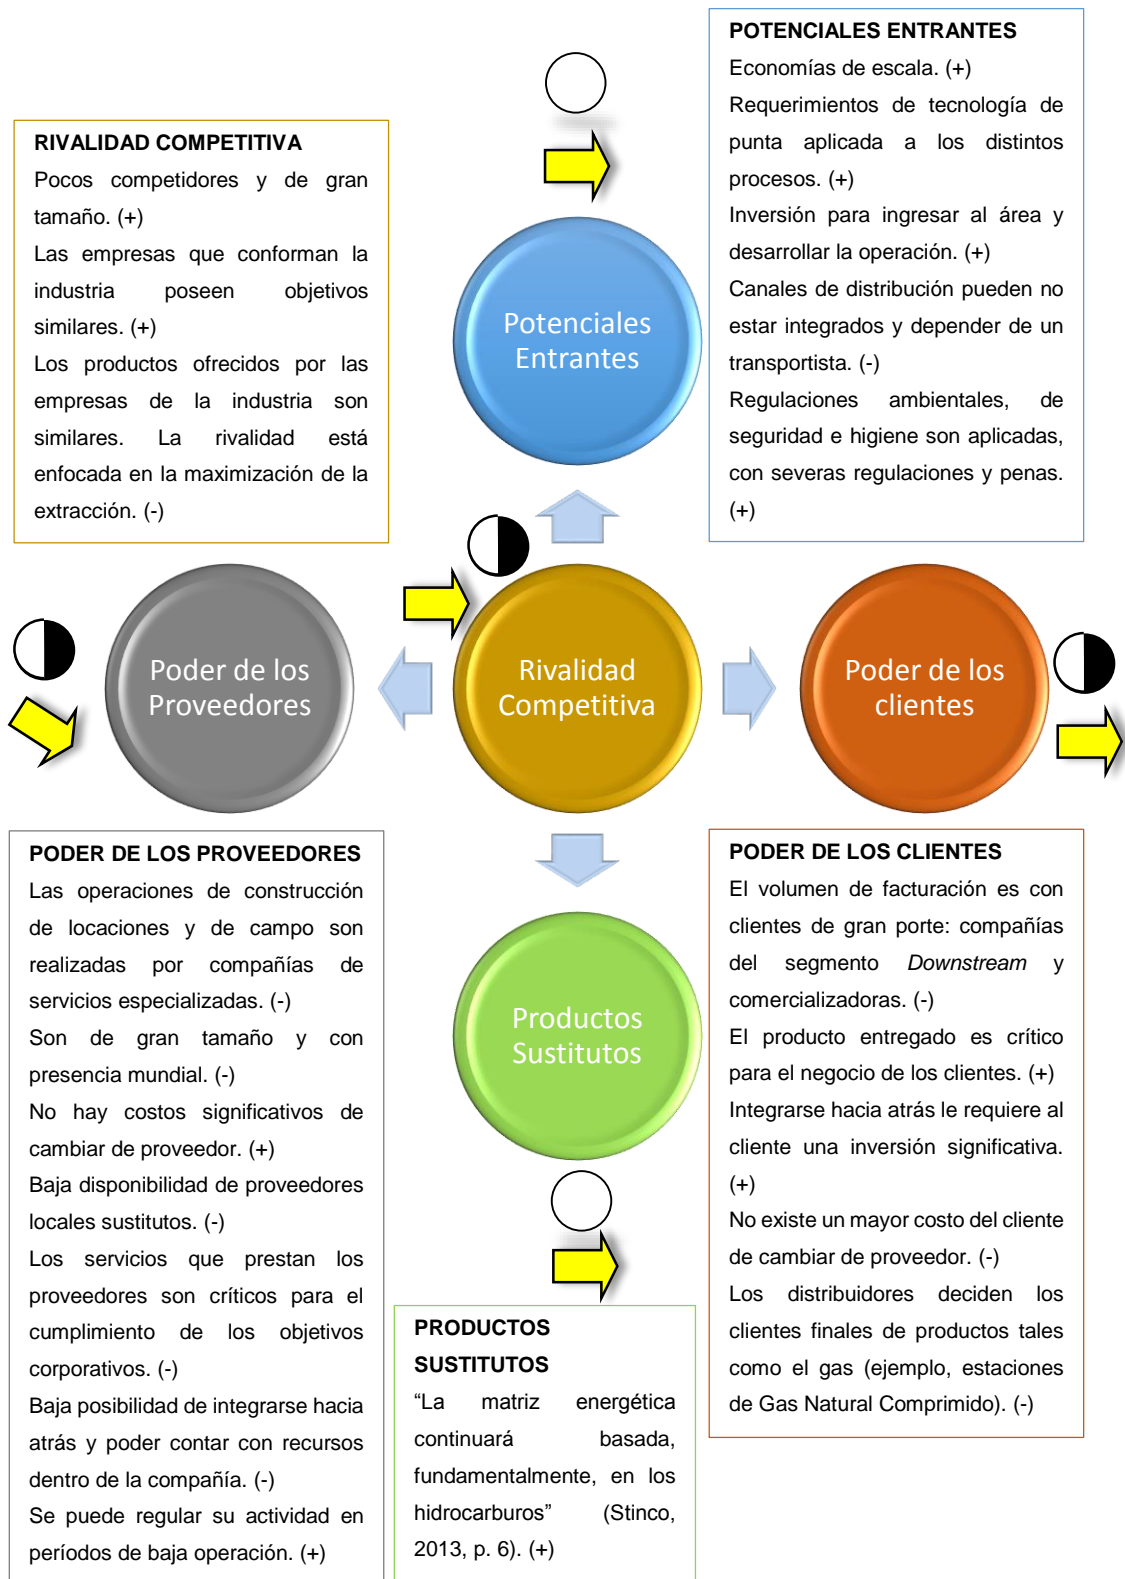 POTENCIALES ENTRANTES
Economías de escala. (+)
Requerimientos de tecnología de
punta aplicada a los distintos
procesos. (+)
Inversión para ingresar al área y
desarrollar la operación. (+)
Canales de distribución pueden no
estar integrados y depender de un
transportista. (-)
Regulaciones ambientales, de
seguridad e higiene son aplicadas,
con severas regulaciones y penas.
(+)
RIVALIDAD COMPETITIVA
Pocos competidores y de gran
tamaño. (+)
Las empresas que conforman la
industria poseen objetivos
similares. (+)
Los productos ofrecidos por las
empresas de la industria son
similares. La rivalidad está
enfocada en la maximización de la
extracción. (-)
Potenciales
Entrantes
Poder de los
Proveedores
Rivalidad
Competitiva
Poder de los
clientes
Productos
Sustitutos
PODER DE LOS PROVEEDORES
Las operaciones de construcción
de locaciones y de campo son
realizadas por compañías de
servicios especializadas. (-)
Son de gran tamaño y con
presencia mundial. (-)
No hay costos significativos de
cambiar de proveedor. (+)
Baja disponibilidad de proveedores
locales sustitutos. (-)
Los servicios que prestan los
proveedores son críticos para el
cumplimiento de los objetivos
corporativos. (-)
Baja posibilidad de integrarse hacia
atrás y poder contar con recursos
dentro de la compañía. (-)
Se puede regular su actividad en
períodos de baja operación. (+)
PRODUCTOS
SUSTITUTOS
“La matriz energética
continuará basada,
fundamentalmente, en los
hidrocarburos” (Stinco,
2013, p. 6). (+)
PODER DE LOS CLIENTES
El volumen de facturación es con
clientes de gran porte: compañías
del segmento Downstream y
comercializadoras. (-)
El producto entregado es crítico
para el negocio de los clientes. (+)
Integrarse hacia atrás le requiere al
cliente una inversión significativa.
(+)
No existe un mayor costo del cliente
de cambiar de proveedor. (-)
Los distribuidores deciden los
clientes finales de productos tales
como el gas (ejemplo, estaciones
de Gas Natural Comprimido). (-)